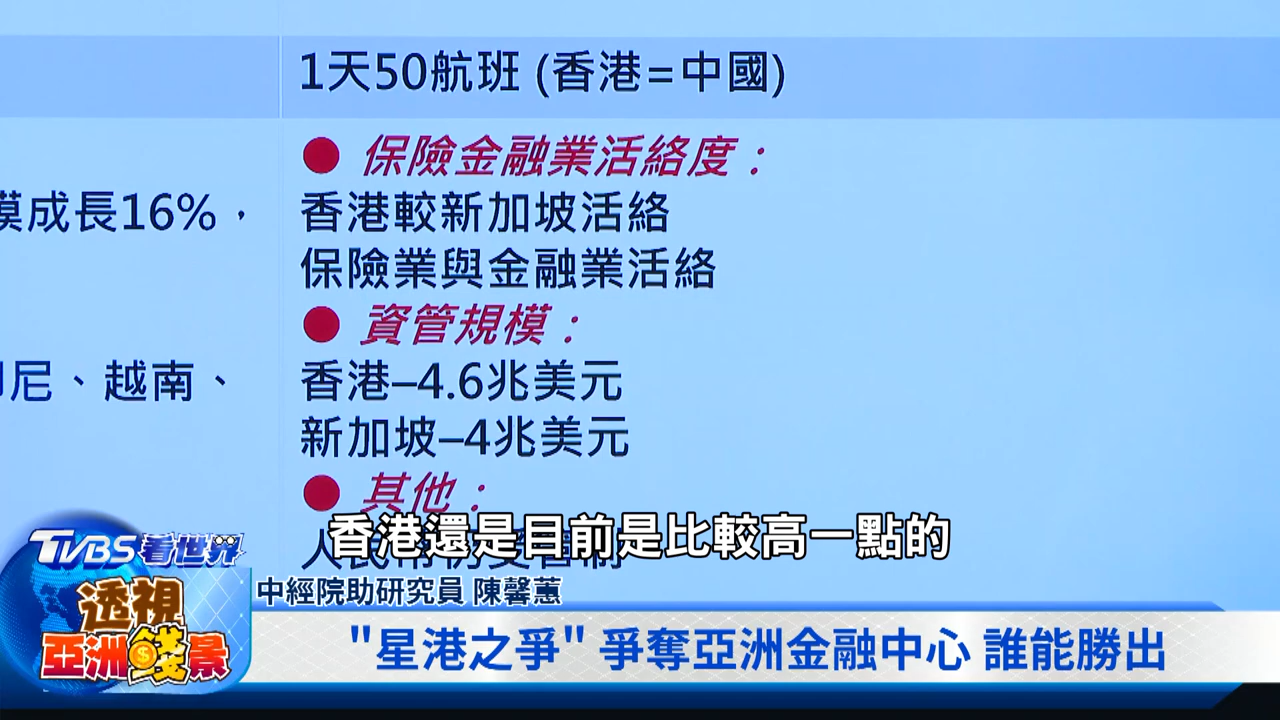 1天50航班 (香港=中國)
● 保險金融業活絡度：
模成長16%，
香港較新加坡活絡
保險業與金融業活絡
● 資管規模：
尼、越南、
香港–4.6兆美元
新加坡–4兆美元
● 其他：
香港還是目前是比較高一點的
TVBS看世界
透視
亞洲錢景
中經院助研究員 陳馨蕙
"星港之爭" 爭奪亞洲金融中心 誰能勝出